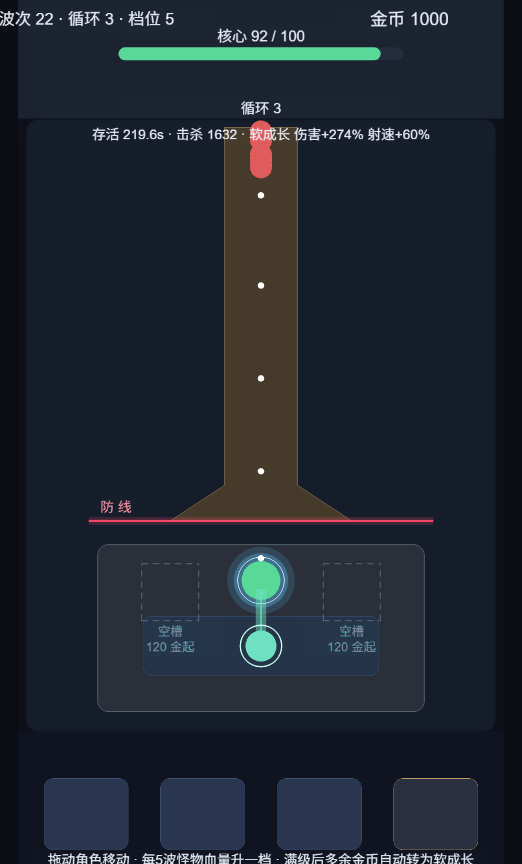 波次 22 · 循环 3 · 档位 5
金币 1000
核心 92 / 100
循环 3
存活 219.6s · 击杀 1632 · 软成长 伤害+274% 射速+60%
防 线
空槽
120 金起
空槽
120 金起
拖动角色移动 · 每5波怪物血量升一档 · 满级后多余金币自动转为软成长